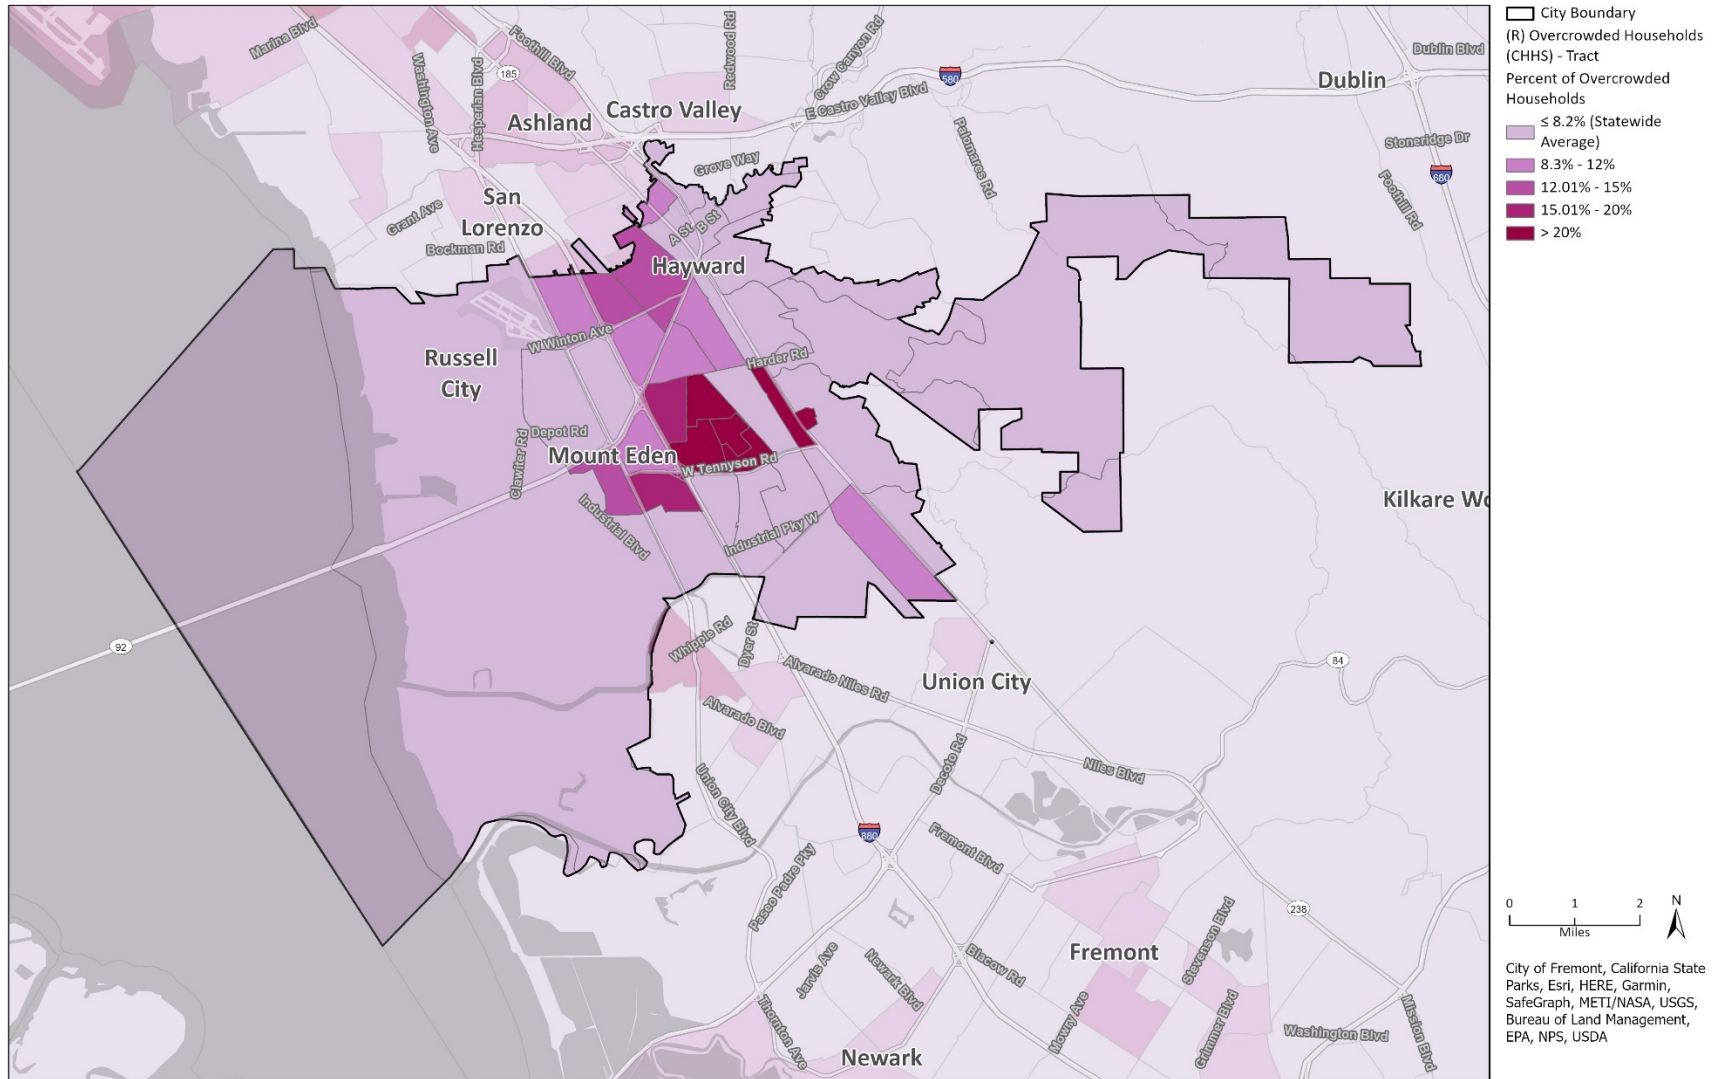 Marina Blvd
Washington Ave
Hesperian Blvd
185
Foothill Blvd
Redwood Rd
Crow Canyon Rd
580
E Castro Valley Blvd
Dublin
Dublin Blvd
Castro Valley
Ashland
Palomares Rd
Stoneridge Dr
680
Foothill Rd
Grove Way
San
Lorenzo
Grant Ave
Bockman Rd
A St
B St
Hayward
W Winton Ave
Russell
City
Harder Rd
Depot Rd
Clawiter Rd
Mount Eden
W Tennyson Rd
Industrial Blvd
Industrial Pky W
Kilkare Wo
92
Whipple Rd
Dyer St
Alvarado Niles Rd
Union City
84
Alvarado Blvd
Union City Blvd
Decoto Rd
Niles Blvd
880
Fremont Blvd
Paseo Padre Pky
238
Fremont
Stevenson Blvd
Jarvis Ave
Newark Blvd
Blacow Rd
Mowry Ave
Grimmer Blvd
Washington Blvd
Mission Blvd
Thornton Ave
Newark
City Boundary
(R) Overcrowded Households
(CHHS) - Tract
Percent of Overcrowded
Households
≤ 8.2% (Statewide
Average)
8.3% - 12%
12.01% - 15%
15.01% - 20%
> 20%
0 1 2
Miles
N
City of Fremont, California State
Parks, Esri, HERE, Garmin,
SafeGraph, METI/NASA, USGS,
Bureau of Land Management,
EPA, NPS, USDA